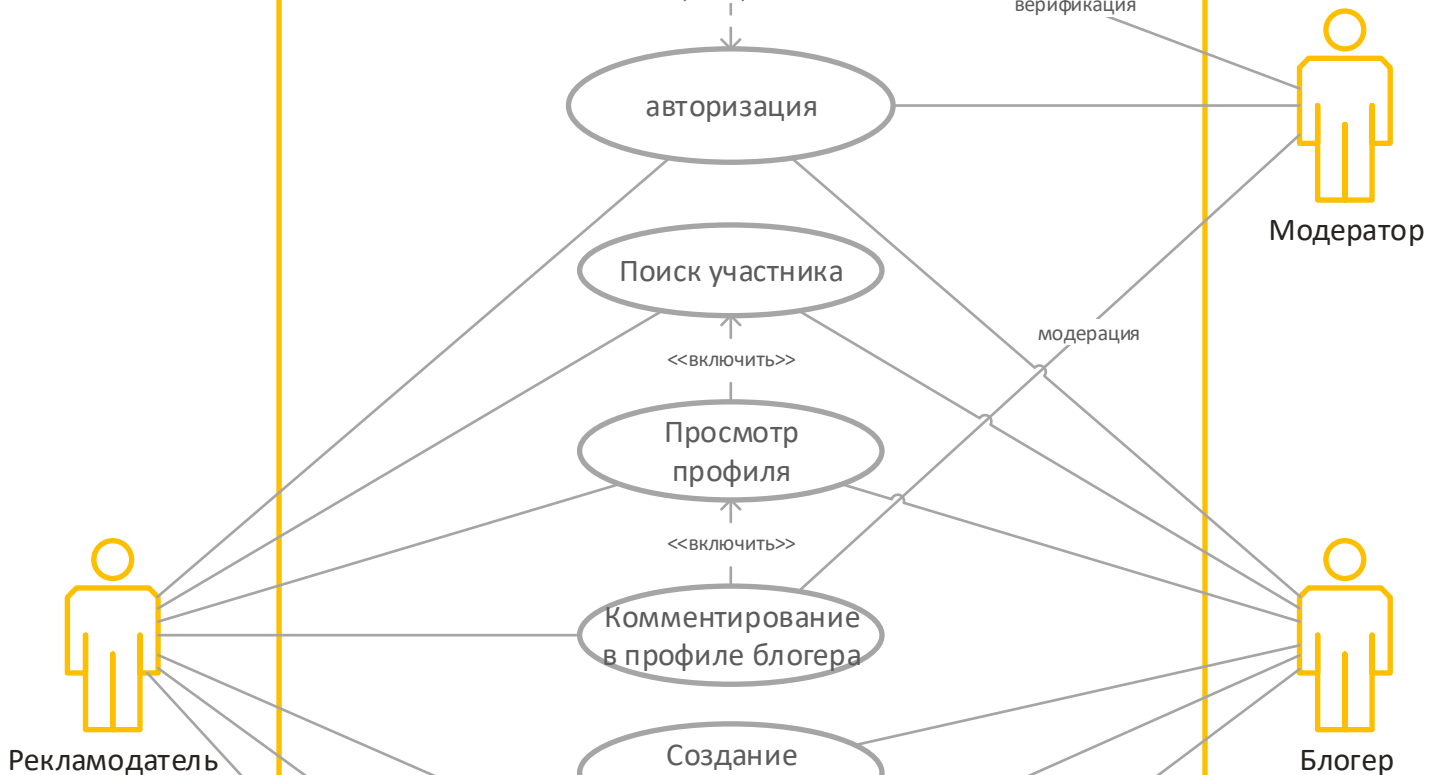 верификация
авторизация
Модератор
Поиск участника
модерация
<<включить>>
Просмотр
профиля
<<включить>>
Комментирование
в профиле блогера
Создание
Рекламодатель
Блогер